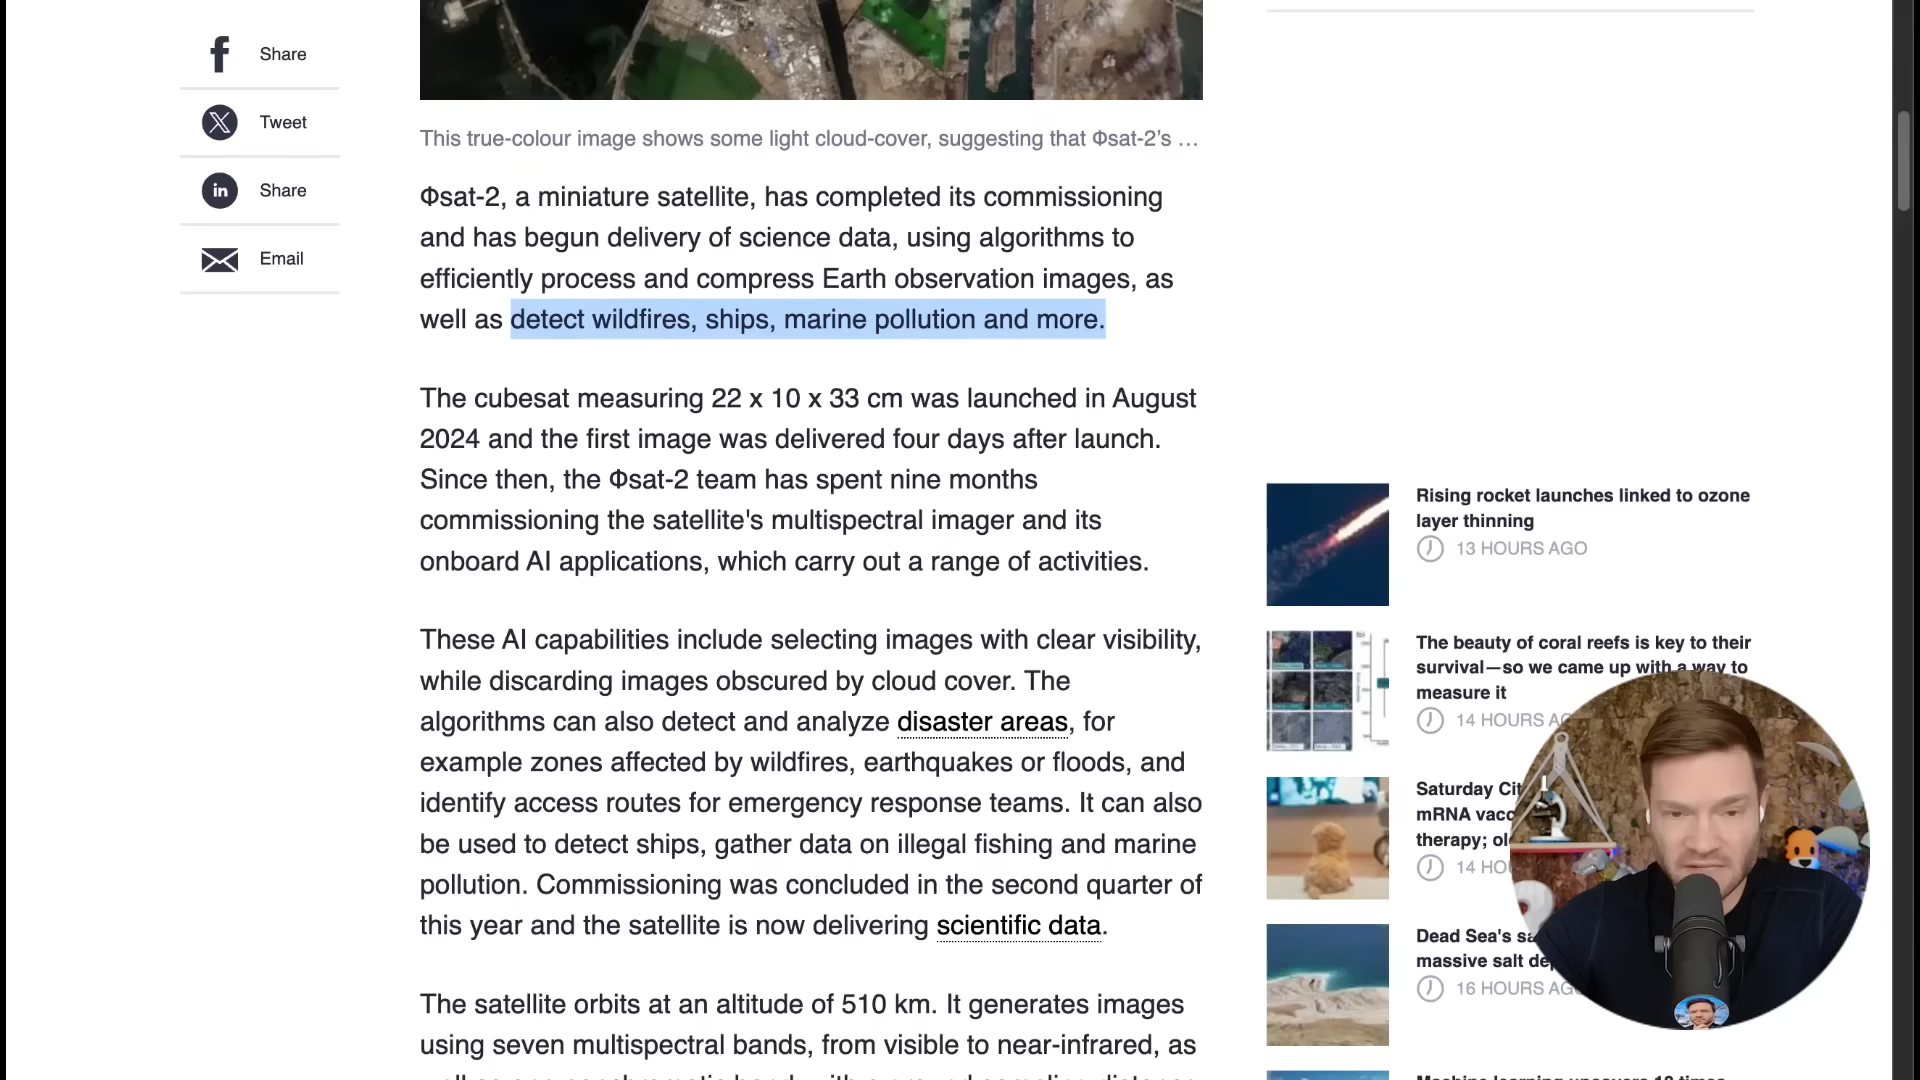 Share
Tweet
Share
Email
This true-colour image shows some light cloud-cover, suggesting that Φsat-2’s …
Φsat-2, a miniature satellite, has completed its commissioning
and has begun delivery of science data, using algorithms to
efficiently process and compress Earth observation images, as
well as detect wildfires, ships, marine pollution and more.
The cubesat measuring 22 x 10 x 33 cm was launched in August
2024 and the first image was delivered four days after launch.
Since then, the Φsat-2 team has spent nine months
commissioning the satellite's multispectral imager and its
onboard AI applications, which carry out a range of activities.
These AI capabilities include selecting images with clear visibility,
while discarding images obscured by cloud cover. The
algorithms can also detect and analyze disaster areas, for
example zones affected by wildfires, earthquakes or floods, and
identify access routes for emergency response teams. It can also
be used to detect ships, gather data on illegal fishing and marine
pollution. Commissioning was concluded in the second quarter of
this year and the satellite is now delivering scientific data.
The satellite orbits at an altitude of 510 km. It generates images
using seven multispectral bands, from visible to near-infrared, as
Rising rocket launches linked to ozone
layer thinning
13 HOURS AGO
The beauty of coral reefs is key to their
survival—so we came up with a way to
measure it
14 HOURS AG
Saturday Cit
mRNA vacc
therapy;
14 HO
Dead Sea's sa
massive salt de
16 HOURS AG